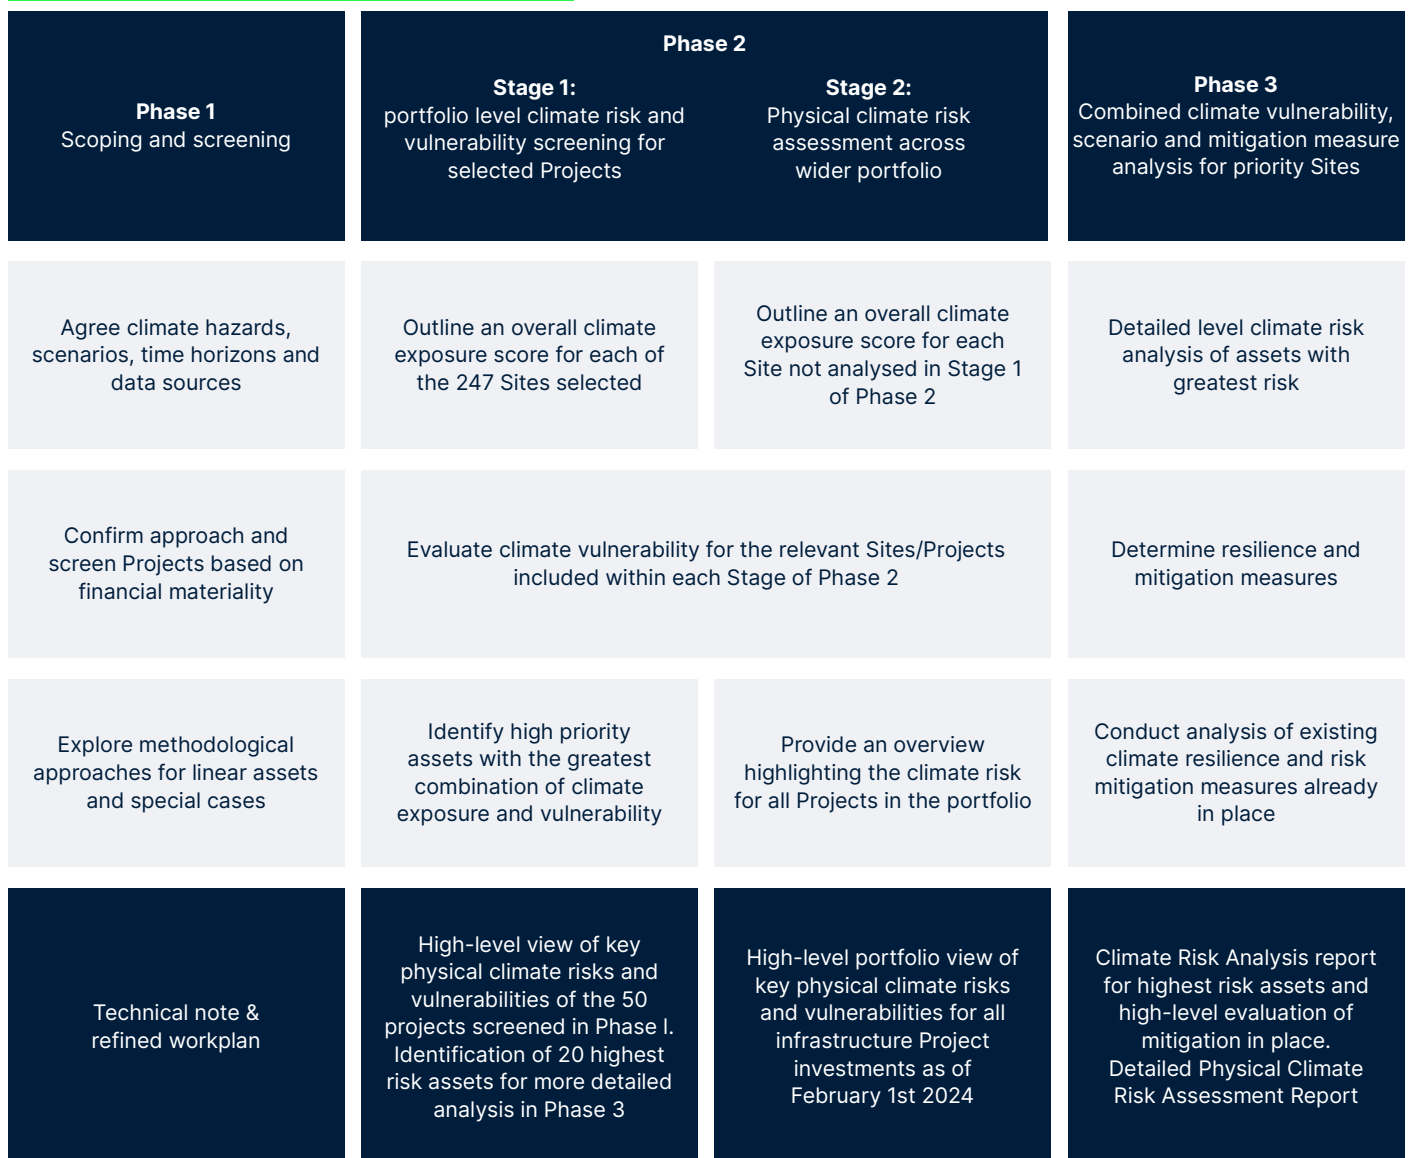 Phase 1
Scoping and screening
Phase 2
Stage 1:
portfolio level climate risk and
vulnerability screening for
selected Projects
Stage 2:
Physical climate risk
assessment across
wider portfolio
Phase 3
Combined climate vulnerability,
scenario and mitigation measure
analysis for priority Sites
Agree climate hazards,
scenarios, time horizons and
data sources
Outline an overall climate
exposure score for each of
the 247 Sites selected
Outline an overall climate
exposure score for each
Site not analysed in Stage 1
of Phase 2
Detailed level climate risk
analysis of assets with
greatest risk
Confirm approach and
screen Projects based on
financial materiality
Evaluate climate vulnerability for the relevant Sites/Projects
included within each Stage of Phase 2
Determine resilience and
mitigation measures
Explore methodological
approaches for linear assets
and special cases
Identify high priority
assets with the greatest
combination of climate
exposure and vulnerability
Provide an overview
highlighting the climate risk
for all Projects in the portfolio
Conduct analysis of existing
climate resilience and risk
mitigation measures already
in place
Technical note &
refined workplan
High-level view of key
physical climate risks and
vulnerabilities of the 50
projects screened in Phase I.
Identification of 20 highest
risk assets for more detailed
analysis in Phase 3
High-level portfolio view of
key physical climate risks
and vulnerabilities for all
infrastructure Project
investments as of
February 1st 2024
Climate Risk Analysis report
for highest risk assets and
high-level evaluation of
mitigation in place.
Detailed Physical Climate
Risk Assessment Report